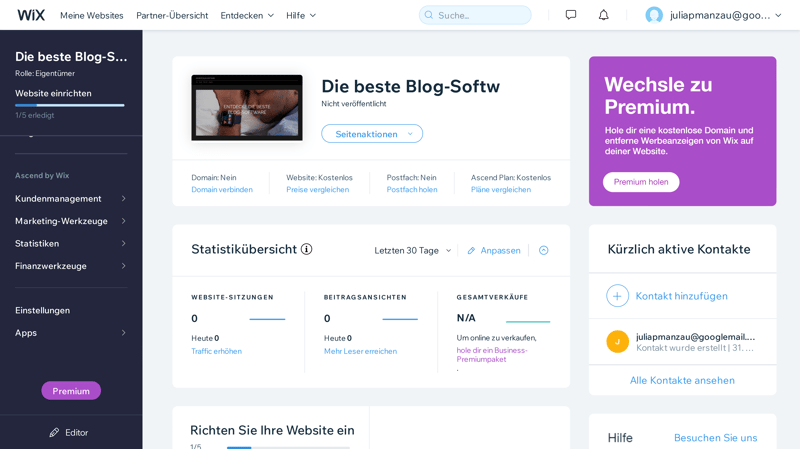 WiX
Meine Websites
Partner-Übersicht
Entdecken
Hilfe
Suche...
juliapmanzau@goo...
Die beste Blog-S...
Rolle: Eigentümer
Website einrichten
1/5 erledigt
Ascend by Wix
Kundenmanagement
Marketing-Werkzeuge
Statistiken
Finanzwerkzeuge
Einstellungen
Apps
Premium
Editor
ENTDECKE DIE BESTE
BLOG-SOFTWARE
Die beste Blog-Softw
Nicht veröffentlicht
Seitenaktionen
Domain: Nein
Domain verbinden
Website: Kostenlos
Preise vergleichen
Postfach: Nein
Postfach holen
Ascend Plan: Kostenlos
Pläne vergleichen
Wechsle zu
Premium.
Hole dir eine kostenlose Domain und
entferne Werbeanzeigen von Wix auf
deiner Website.
Premium holen
Statistikübersicht
Letzten 30 Tage
Anpassen
WEBSITE-SITZUNGEN
0
Heute 0
Traffic erhöhen
BEITRAGSANSICHTEN
0
Heute 0
Mehr Leser erreichen
GESAMTVERKÄUFE
N/A
Um online zu verkaufen,
hole dir ein Business-
Premiumpaket
.
Kürzlich aktive Kontakte
Kontakt hinzufügen
J
juliapmanzau@googlemail....
Kontakt wurde erstellt | 31. ...
Alle Kontakte ansehen
Richten Sie Ihre Website ein
1/5
Hilfe
Besuchen Sie uns